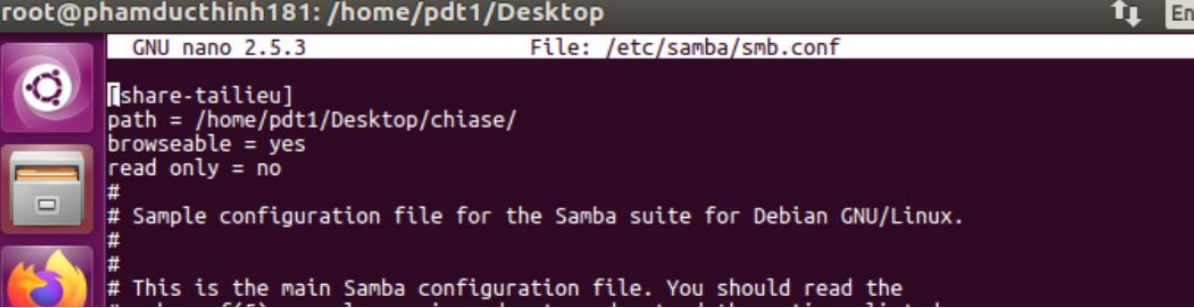 root@phamducthinh181: /home/pdt1/Desktop
En
GNU nano 2.5.3 File: /etc/samba/smb.conf
[share-tailieu]
path = /home/pdt1/Desktop/chiase/
browseable = yes
read only = no
#
# Sample configuration file for the Samba suite for Debian GNU/Linux.
#
#
# This is the main Samba configuration file. You should read the